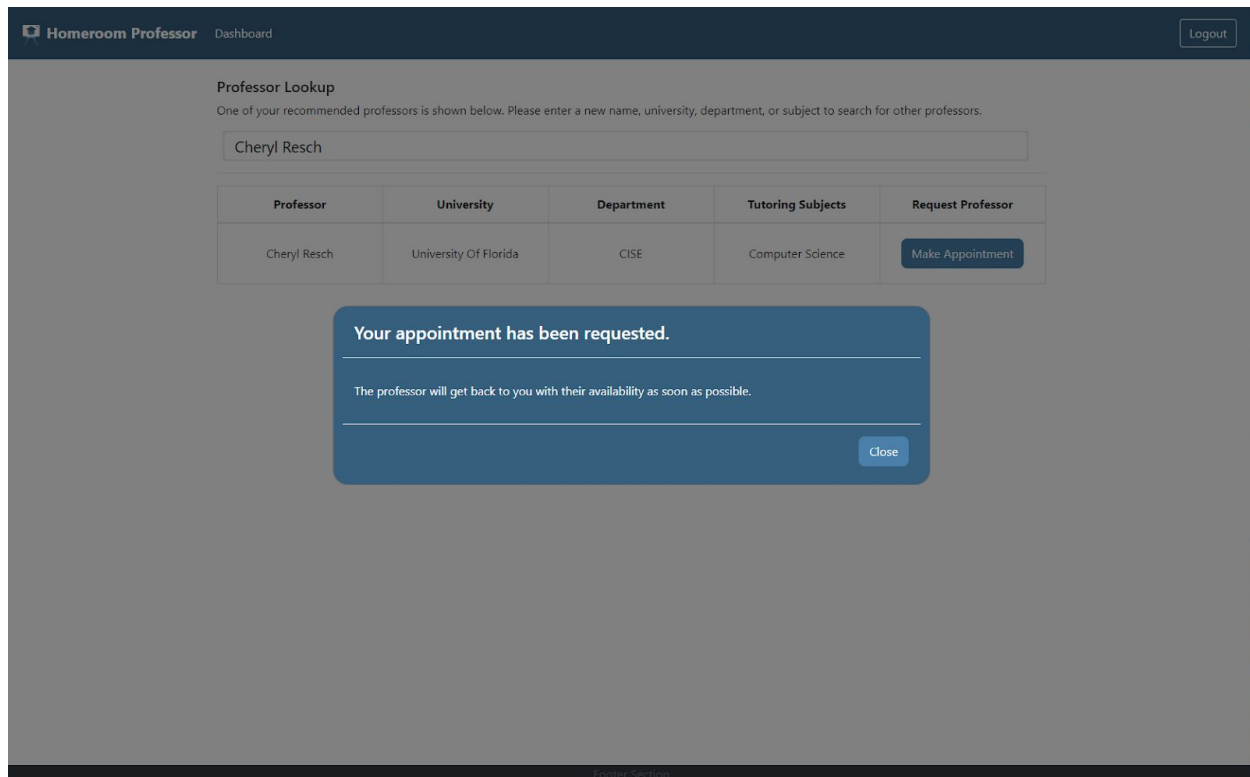 Homeroom Professor Dashboard Logout
Professor Lookup
One of your recommended professors is shown below. Please enter a new name, university, department, or subject to search for other professors.
Cheryl Resch
Professor University Department Tutoring Subjects Request Professor
Cheryl Resch University Of Florida CISE Computer Science Make Appointment
Your appointment has been requested.
The professor will get back to you with their availability as soon as possible.
Close
Footer Section